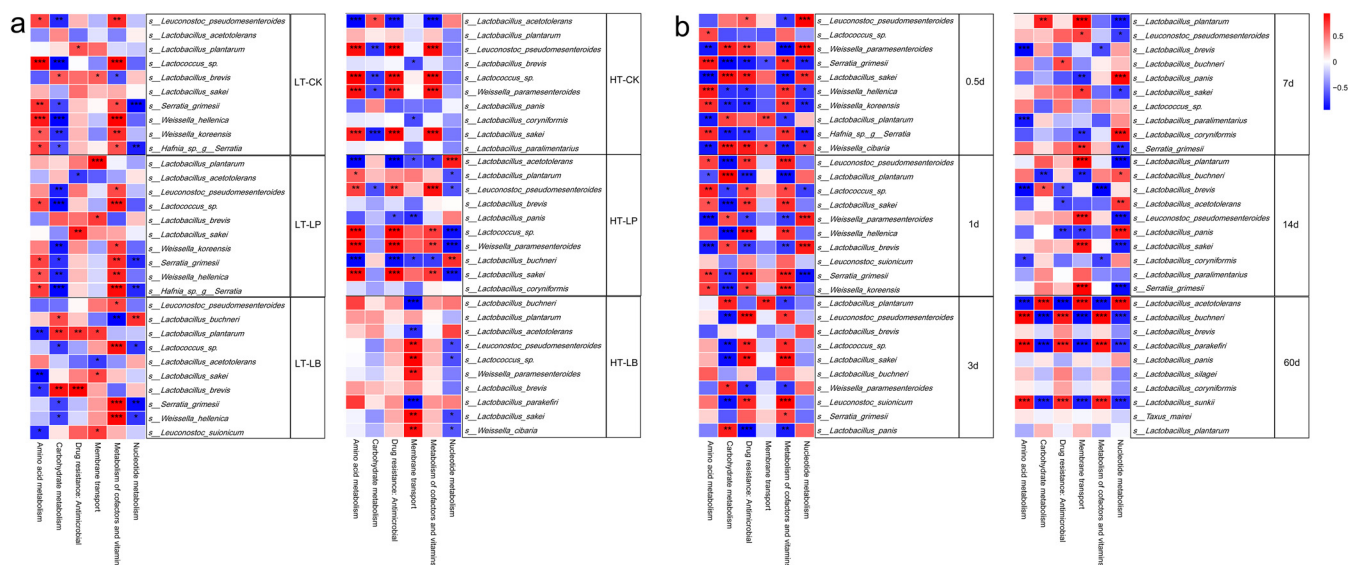 a
s__Leuconostoc_pseudomesenteroides
s__Lactobacillus_acetotolerans
s__Lactobacillus_plantarum
s__Lactococcus_sp.
s__Lactobacillus_brevis
s__Lactobacillus_sakei
s__Serratia_grimesii
s__Weissella_hellenica
s__Weissella_koreensis
s__Hafnia_sp._g__Serratia
LT-CK
s__Lactobacillus_plantarum
s__Lactobacillus_acetotolerans
s__Leuconostoc_pseudomesenteroides
s__Lactococcus_sp.
s__Lactobacillus_brevis
s__Lactobacillus_sakei
s__Weissella_koreensis
s__Serratia_grimesii
s__Weissella_hellenica
s__Hafnia_sp._g__Serratia
LT-LP
s__Leuconostoc_pseudomesenteroides
s__Lactobacillus_buchneri
s__Lactobacillus_plantarum
s__Lactococcus_sp.
s__Lactobacillus_acetotolerans
s__Lactobacillus_sakei
s__Lactobacillus_brevis
s__Serratia_grimesii
s__Weissella_hellenica
s__Leuconostoc_suionicum
LT-LB
Amino acid metabolism
Carbohydrate metabolism
Drug resistance: Antimicrobial
Membrane transport
Metabolism of cofactors and vitamins
Nucleotide metabolism
s__Lactobacillus_acetotolerans
s__Lactobacillus_plantarum
s__Leuconostoc_pseudomesenteroides
s__Lactobacillus_brevis
s__Lactococcus_sp.
s__Weissella_paramesenteroides
s__Lactobacillus_panis
s__Lactobacillus_coryniformis
s__Lactobacillus_sakei
s__Lactobacillus_paralimentarius
HT-CK
s__Lactobacillus_acetotolerans
s__Lactobacillus_plantarum
s__Leuconostoc_pseudomesenteroides
s__Lactobacillus_brevis
s__Lactobacillus_panis
s__Lactococcus_sp.
s__Weissella_paramesenteroides
s__Lactobacillus_buchneri
s__Lactobacillus_sakei
s__Lactobacillus_coryniformis
HT-LP
s__Lactobacillus_buchneri
s__Lactobacillus_plantarum
s__Lactobacillus_acetotolerans
s__Leuconostoc_pseudomesenteroides
s__Lactococcus_sp.
s__Weissella_paramesenteroides
s__Lactobacillus_brevis
s__Lactobacillus_parakefiri
s__Lactobacillus_sakei
s__Weissella_cibaria
HT-LB
Amino acid metabolism
Carbohydrate metabolism
Drug resistance: Antimicrobial
Membrane transport
Metabolism of cofactors and vitamins
Nucleotide metabolism
b
s__Leuconostoc_pseudomesenteroides
s__Lactococcus_sp.
s__Weissella_paramesenteroides
s__Serratia_grimesii
s__Lactobacillus_sakei
s__Weissella_hellenica
s__Weissella_koreensis
s__Lactobacillus_plantarum
s__Hafnia_sp._g__Serratia
s__Weissella_cibaria
0.5d
s__Leuconostoc_pseudomesenteroides
s__Lactobacillus_plantarum
s__Lactococcus_sp.
s__Lactobacillus_sakei
s__Weissella_paramesenteroides
s__Weissella_hellenica
s__Lactobacillus_brevis
s__Leuconostoc_suionicum
s__Serratia_grimesii
s__Weissella_koreensis
1d
s__Lactobacillus_plantarum
s__Leuconostoc_pseudomesenteroides
s__Lactobacillus_brevis
s__Lactococcus_sp.
s__Lactobacillus_sakei
s__Lactobacillus_buchneri
s__Weissella_paramesenteroides
s__Leuconostoc_suionicum
s__Serratia_grimesii
s__Lactobacillus_panis
3d
Amino acid metabolism
Carbohydrate metabolism
Drug resistance: Antimicrobial
Membrane transport
Metabolism of cofactors and vitamins
Nucleotide metabolism
s__Lactobacillus_plantarum
s__Leuconostoc_pseudomesenteroides
s__Lactobacillus_brevis
s__Lactobacillus_buchneri
s__Lactobacillus_panis
s__Lactobacillus_sakei
s__Lactococcus_sp.
s__Lactobacillus_paralimentarius
s__Lactobacillus_coryniformis
s__Serratia_grimesii
7d
s__Lactobacillus_plantarum
s__Lactobacillus_buchneri
s__Lactobacillus_brevis
s__Lactobacillus_acetotolerans
s__Leuconostoc_pseudomesenteroides
s__Lactobacillus_panis
s__Lactobacillus_sakei
s__Lactobacillus_coryniformis
s__Lactobacillus_paralimentarius
s__Serratia_grimesii
14d
s__Lactobacillus_acetotolerans
s__Lactobacillus_buchneri
s__Lactobacillus_brevis
s__Lactobacillus_parakefiri
s__Lactobacillus_panis
s__Lactobacillus_silagei
s__Lactobacillus_coryniformis
s__Lactobacillus_sunkii
s__Taxus_mairei
s__Lactobacillus_plantarum
60d
Amino acid metabolism
Carbohydrate metabolism
Drug resistance: Antimicrobial
Membrane transport
Metabolism of cofactors and vitamins
Nucleotide metabolism
0.5
0
−0.5